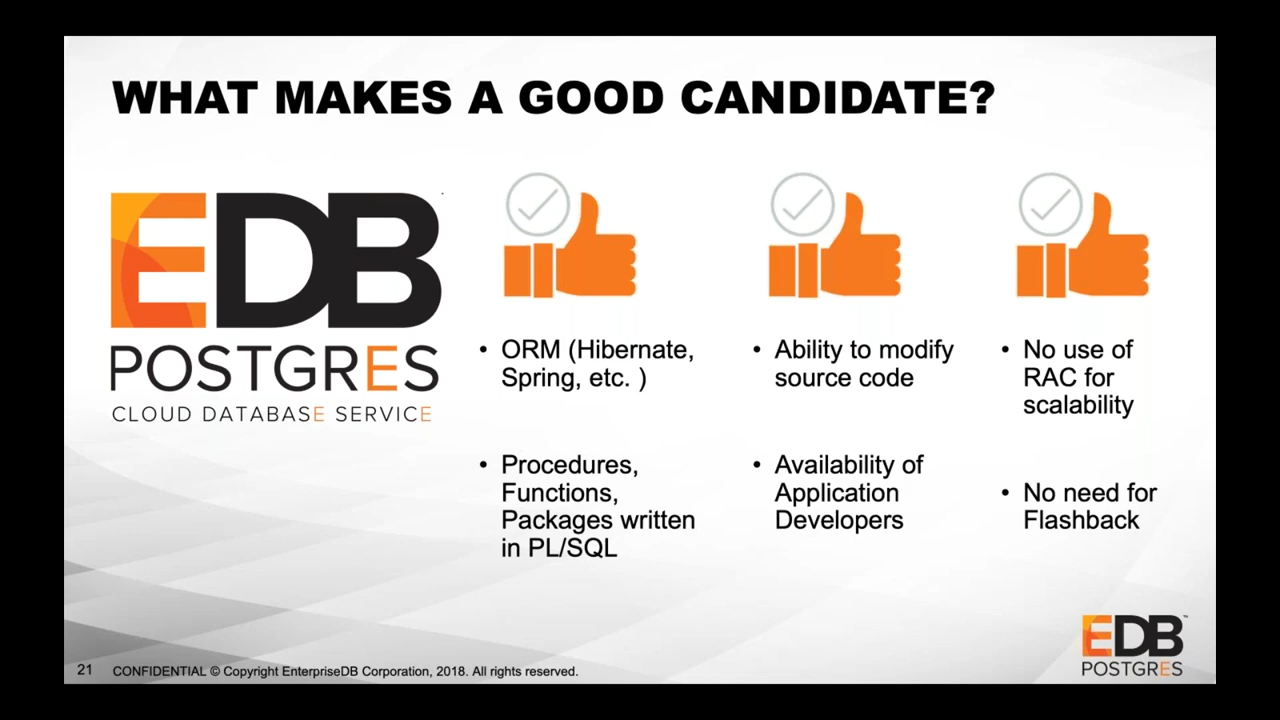 WHAT MAKES A GOOD CANDIDATE?
EDB
POSTGRES
CLOUD DATABASE SERVICE
• ORM (Hibernate,
Spring, etc. )
• Procedures,
Functions,
Packages written
in PL/SQL
• Ability to modify
source code
• Availability of
Application
Developers
• No use of
RAC for
scalability
• No need for
Flashback
21 CONFIDENTIAL © Copyright EnterpriseDB Corporation, 2018. All rights reserved.
EDB™
POSTGRES